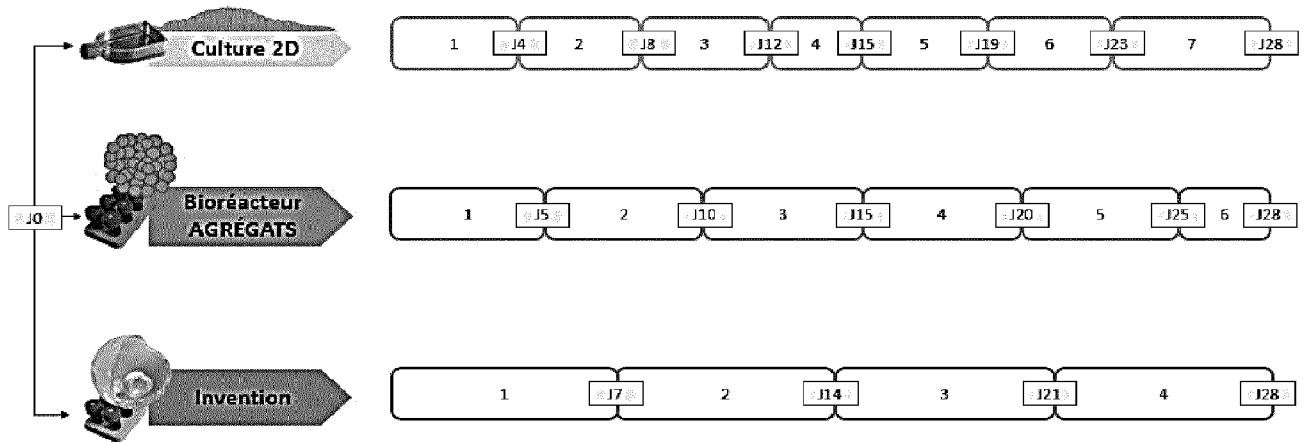 Culture 2D
1 J4 2 J8 3 J12 4 J15 5 J19 6 J23 7 J28
J0
Bioréacteur
AGRÉGATS
1 J5 2 J10 3 J15 4 J20 5 J25 6 J28
Invention
1 J7 2 J14 3 J21 4 J28